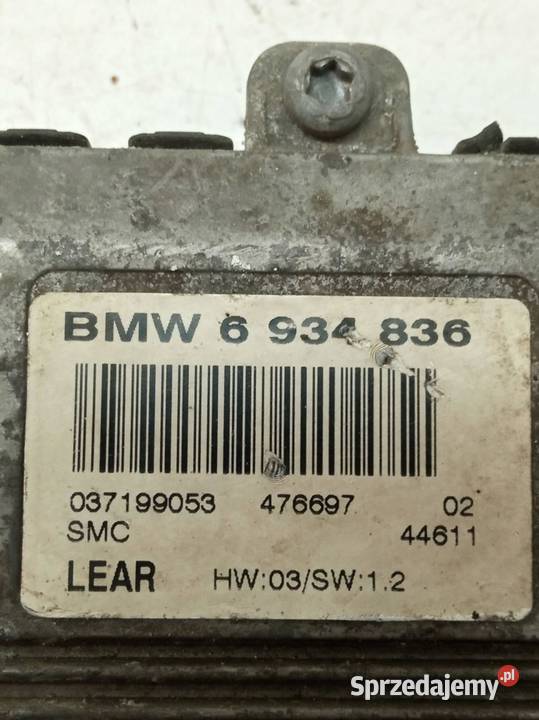 BMW 6 934 836
037199053 476697 02
SMC 44611
LEAR HW:03/SW:1.2
Sprzedajemy.pl